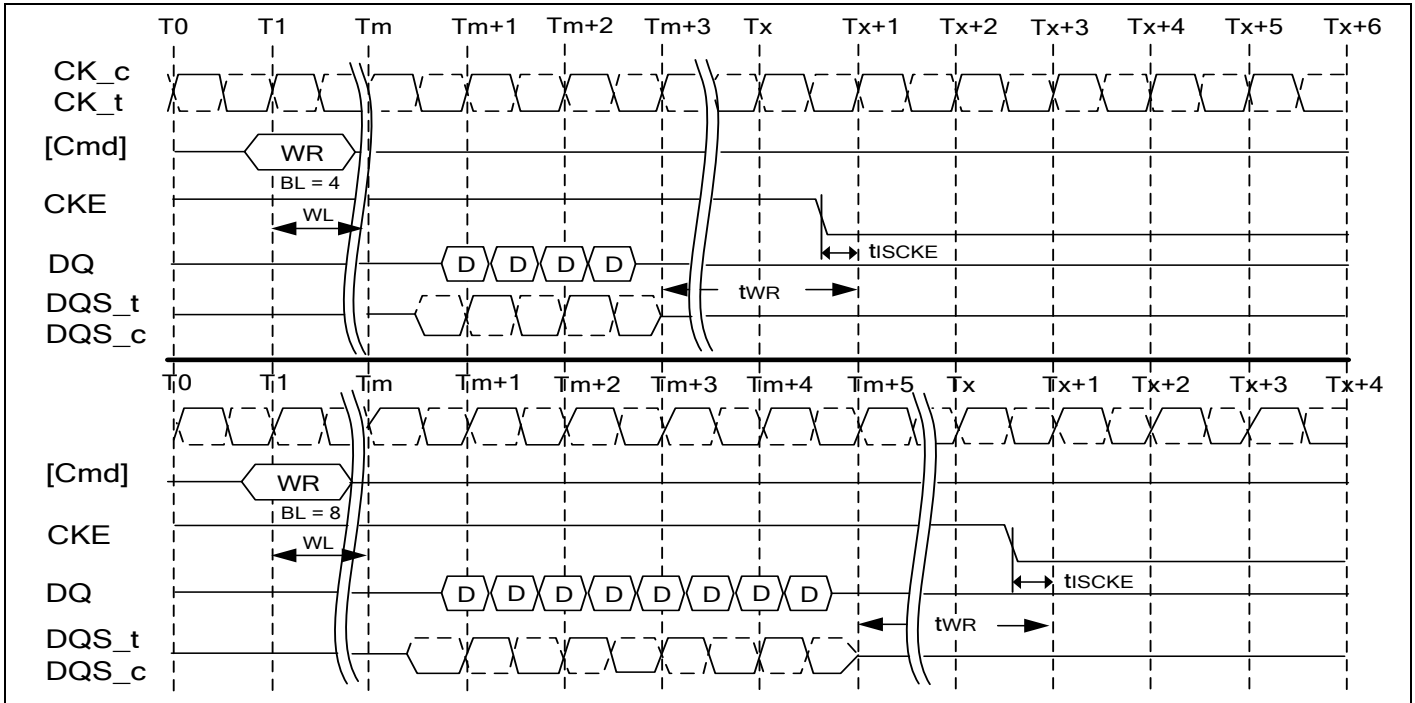 T0 T1 Tm Tm+1 Tm+2 Tm+3 Tx Tx+1 Tx+2 Tx+3 Tx+4 Tx+5 Tx+6
CK_c
CK_t
[Cmd] WR
BL = 4
CKE
WL
tISCKE
DQ D D D D
tWR
DQS_t
DQS_c
T0 T1 Tm Tm+1 Tm+2 Tm+3 Tm+4 Tm+5 Tx Tx+1 Tx+2 Tx+3 Tx+4
[Cmd] WR
BL = 8
CKE
WL
tISCKE
DQ D D D D D D D D
tWR
DQS_t
DQS_c